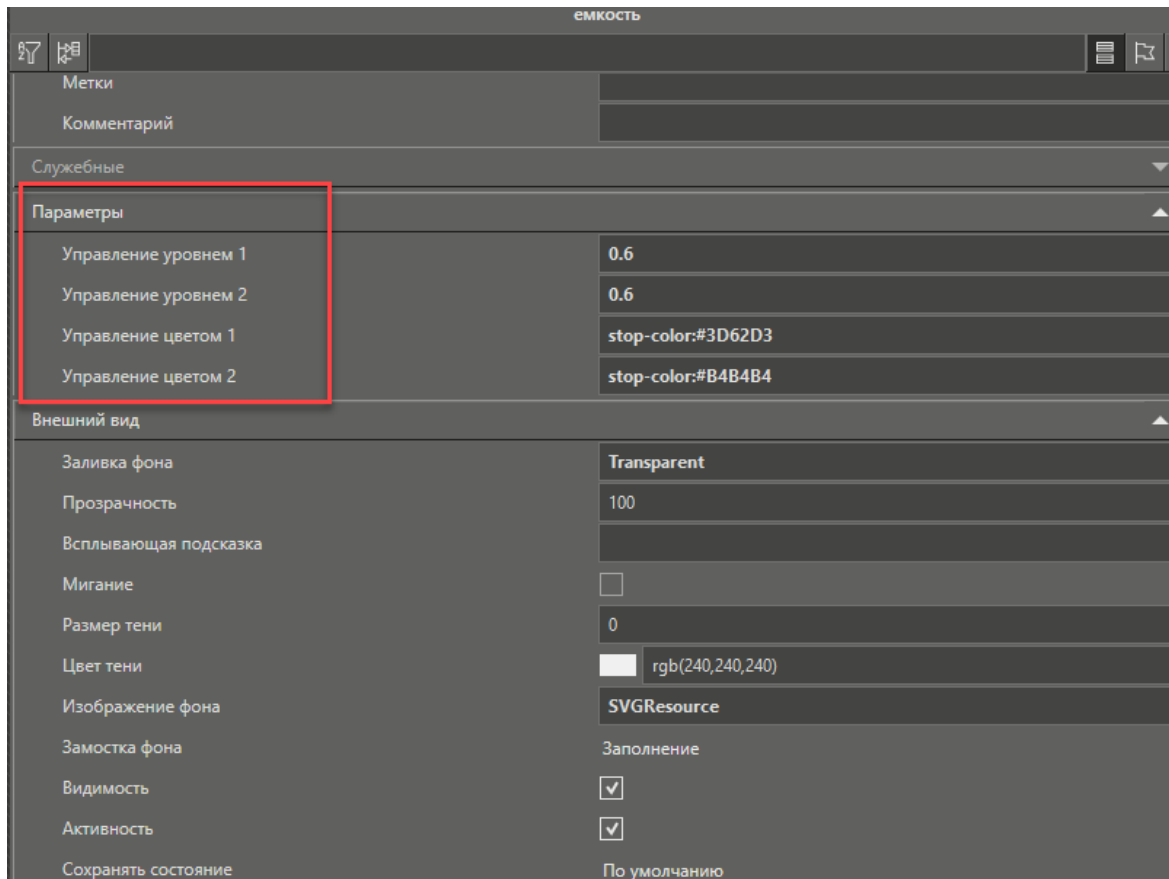 емкость
Метки
Комментарий
Служебные
Параметры
Управление уровнем 1 0.6
Управление уровнем 2 0.6
Управление цветом 1 stop-color:#3D62D3
Управление цветом 2 stop-color:#B4B4B4
Внешний вид
Заливка фона Transparent
Прозрачность 100
Всплывающая подсказка
Мигание
Размер тени 0
Цвет тени rgb(240,240,240)
Изображение фона SVGResource
Замостка фона Заполнение
Видимость
Активность
Сохранять состояние По умолчанию